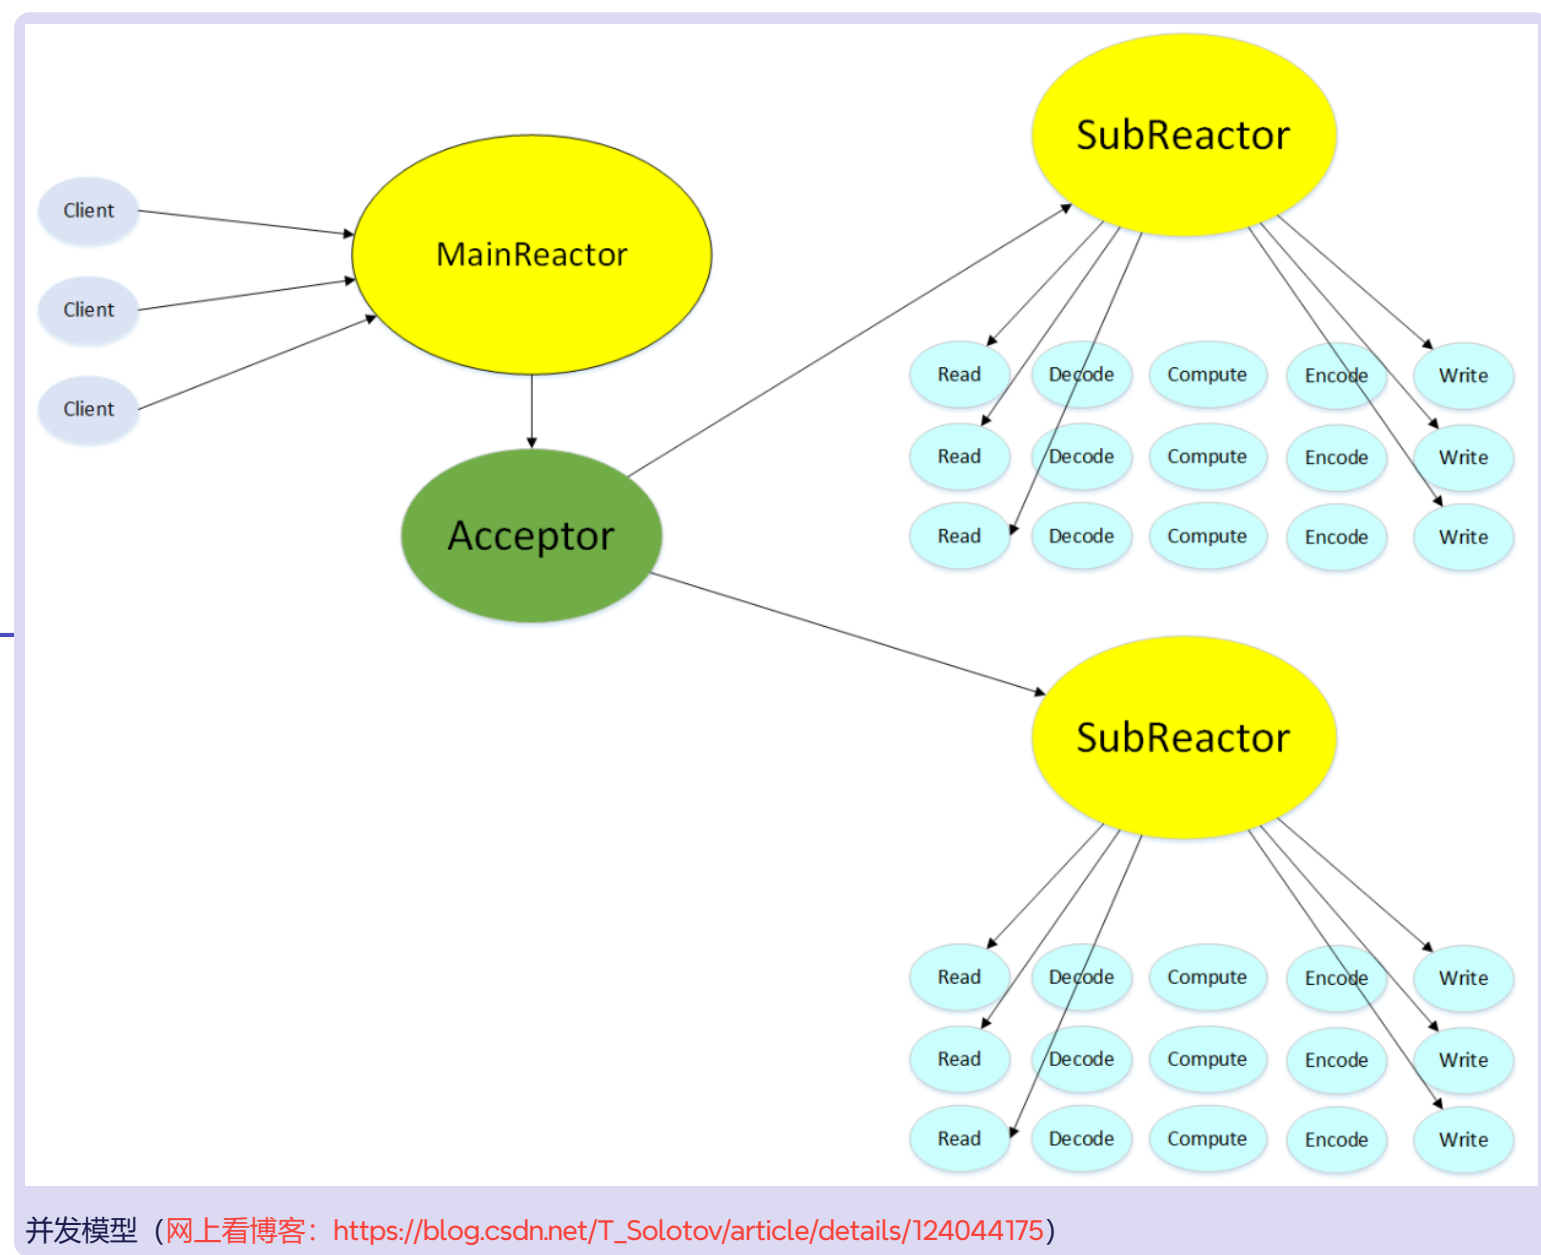 Client
Client
Client
MainReactor
Acceptor
SubReactor
Read Decode Compute Encode Write
Read Decode Compute Encode Write
Read Decode Compute Encode Write
SubReactor
Read Decode Compute Encode Write
Read Decode Compute Encode Write
Read Decode Compute Encode Write
并发模型（网上看博客：https://blog.csdn.net/T_Solotov/article/details/124044175）